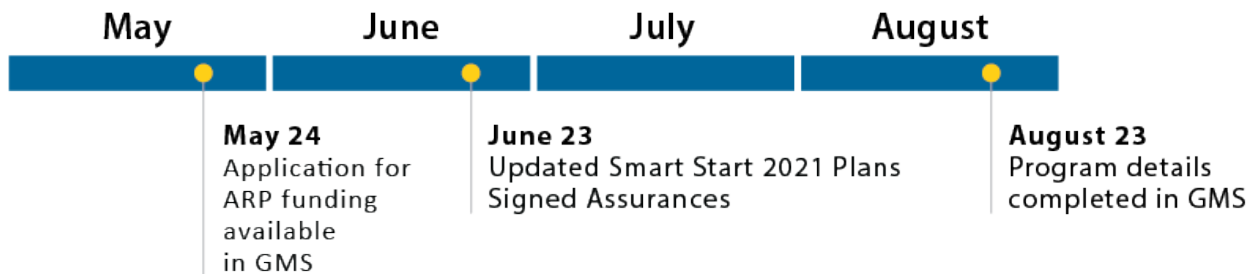 May
June
July
August
May 24
Application for
ARP funding
available
in GMS
June 23
Updated Smart Start 2021 Plans
Signed Assurances
August 23
Program details
completed in GMS